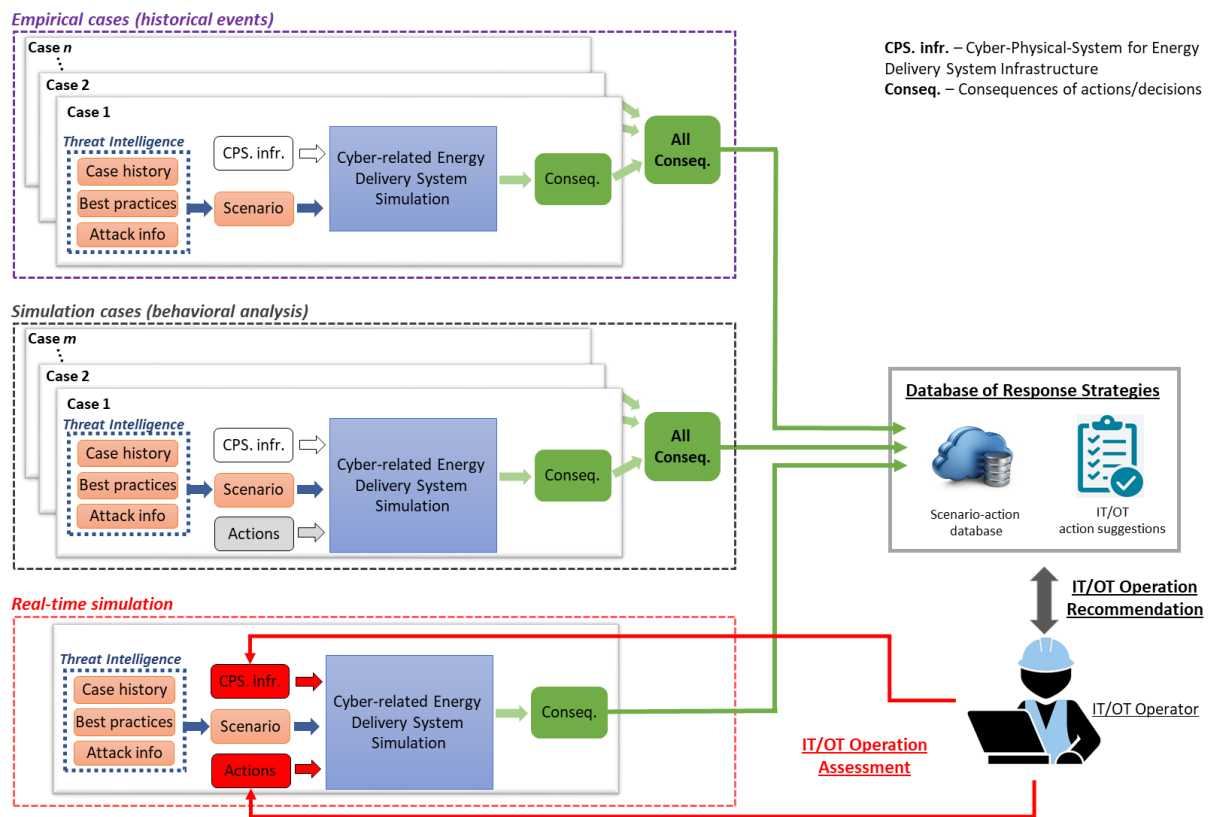 Empirical cases (historical events)
Case n
Case 2
Case 1
Threat Intelligence
Case history
Best practices
Attack info
CPS. infr.
Scenario
Cyber-related Energy
Delivery System
Simulation
Conseq.
All
Conseq.
CPS. infr. – Cyber-Physical-System for Energy
Delivery System Infrastructure
Conseq. – Consequences of actions/decisions
Simulation cases (behavioral analysis)
Case m
Case 2
Case 1
Threat Intelligence
Case history
Best practices
Attack info
CPS. infr.
Scenario
Actions
Cyber-related Energy
Delivery System
Simulation
Conseq.
All
Conseq.
Database of Response Strategies
Scenario-action
database
IT/OT
action suggestions
IT/OT Operation
Recommendation
IT/OT Operator
Real-time simulation
Threat Intelligence
Case history
Best practices
Attack info
CPS. infr.
Scenario
Actions
Cyber-related Energy
Delivery System
Simulation
Conseq.
IT/OT Operation
Assessment